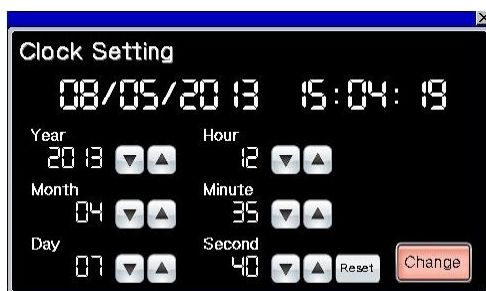 Clock Setting
08/05/2013 15:04:19
Year Hour
2013 12
Month Minute
04 35
Day Second
07 40 Reset Change